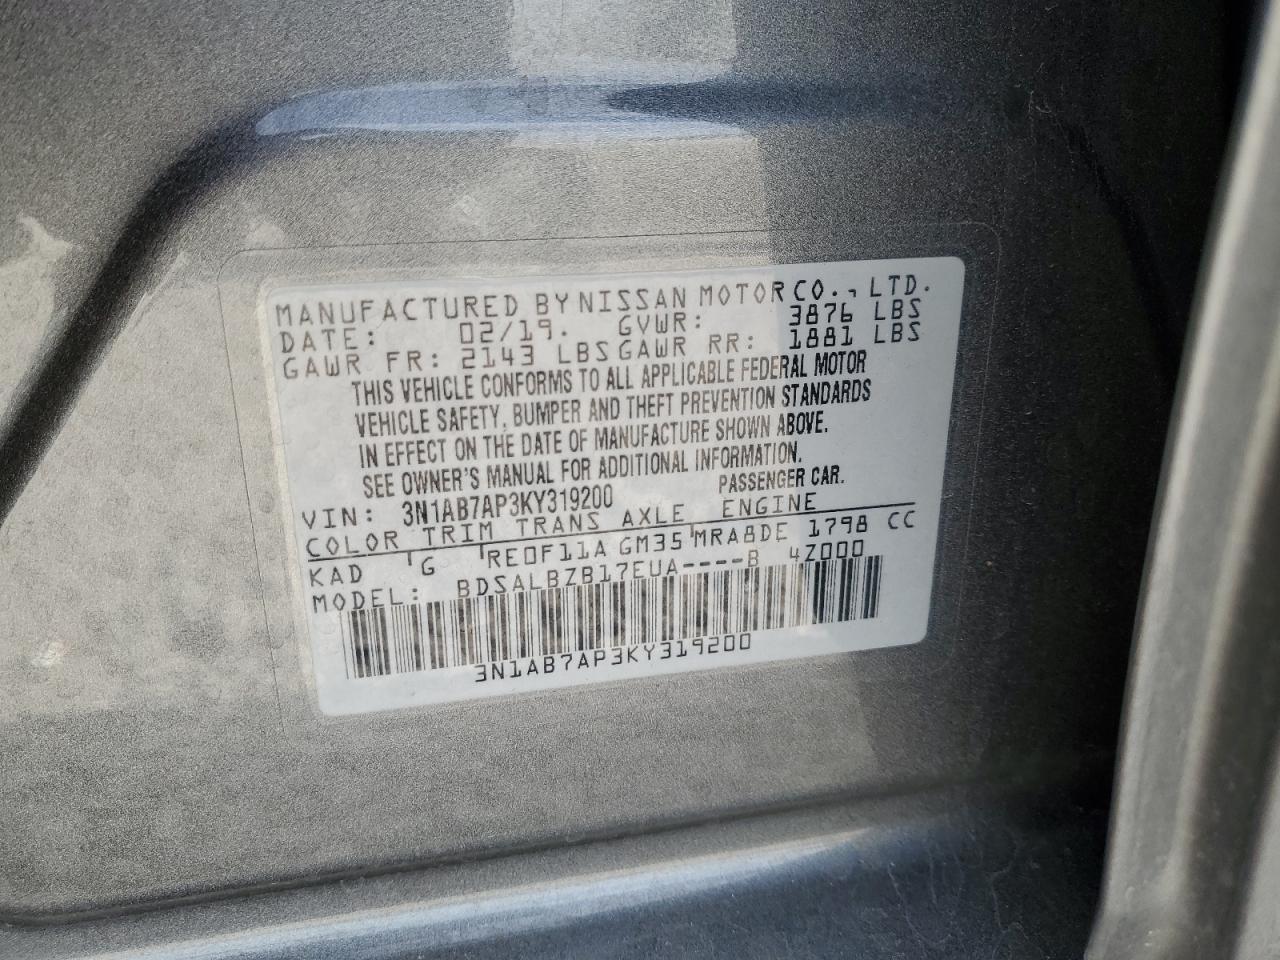 MANUFACTURED BY NISSAN MOTOR CO., LTD.
DATE: 02/19. GVWR: 3876 LBS
GAWR FR: 2143 LBS GAWR RR: 1881 LBS
THIS VEHICLE CONFORMS TO ALL APPLICABLE FEDERAL MOTOR
VEHICLE SAFETY, BUMPER AND THEFT PREVENTION STANDARDS
IN EFFECT ON THE DATE OF MANUFACTURE SHOWN ABOVE.
SEE OWNER'S MANUAL FOR ADDITIONAL INFORMATION.
VIN: 3N1AB7AP3KY319200 PASSENGER CAR.
COLOR TRIM TRANS AXLE ENGINE
KAD G RE0F11A GM35 MRA8DE 1798 CC
MODEL: BDSALBZB17EUA----B 4Z000
3N1AB7AP3KY319200